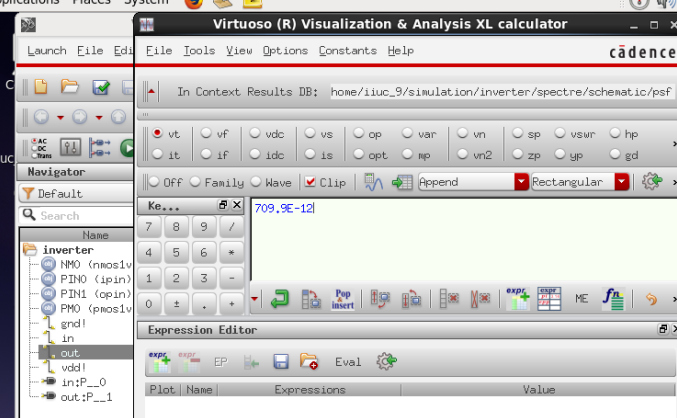 plications Places System
Virtuoso (R) Visualization & Analysis XL calculator
Launch File Edi
File Tools View Options Constants Help
cādence
In Context Results DB: home/iiuc_9/simulation/inverter/spectre/schematic/psf
vt vf vdc vs op var vn sp vswr hp
it if idc is opt mp vn2 zp yp gd
AC
DC
Trans
Navigator
Default
Search
Name
inverter
NM0 (nmos1v
PIN0 (ipin)
PIN1 (opin)
PM0 (pmos1v
gnd!
in
out
vdd!
in:P__0
out:P__1
Off Family Wave Clip Append Rectangular
Ke...
709.9E-12
7 8 9 /
4 5 6 *
1 2 3 -
0 ± . +
Pop
insert
expr
expr
ME
fn
Expression Editor
expr
expr
EP
Eval
Plot Name Expressions Value